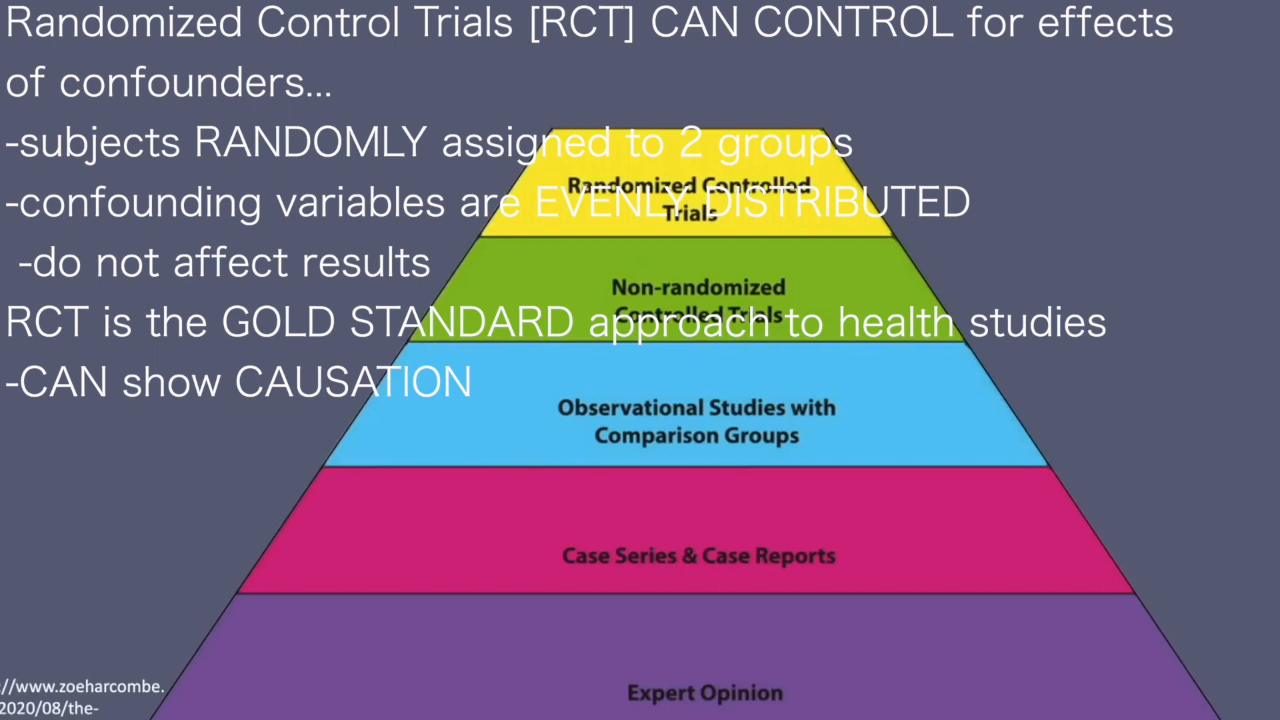 Randomized Control Trials [RCT] CAN CONTROL for effects
of confounders...
-subjects RANDOMLY assigned to 2 groups
-confounding variables are EVENLY DISTRIBUTED
-do not affect results
RCT is the GOLD STANDARD approach to health studies
-CAN show CAUSATION
Randomized Controlled
Trials
Non-randomized
Controlled Trials
Observational Studies with
Comparison Groups
Case Series & Case Reports
Expert Opinion
://www.zoeharcombe.
2020/08/the-